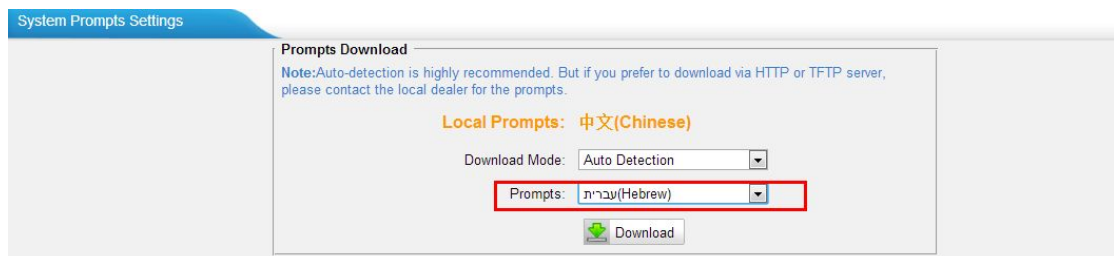 System Prompts Settings
Prompts Download
Note:Auto-detection is highly recommended. But if you prefer to download via HTTP or TFTP server,
please contact the local dealer for the prompts.
Local Prompts: 中文(Chinese)
Download Mode: Auto Detection
Prompts: עברית(Hebrew)
Download